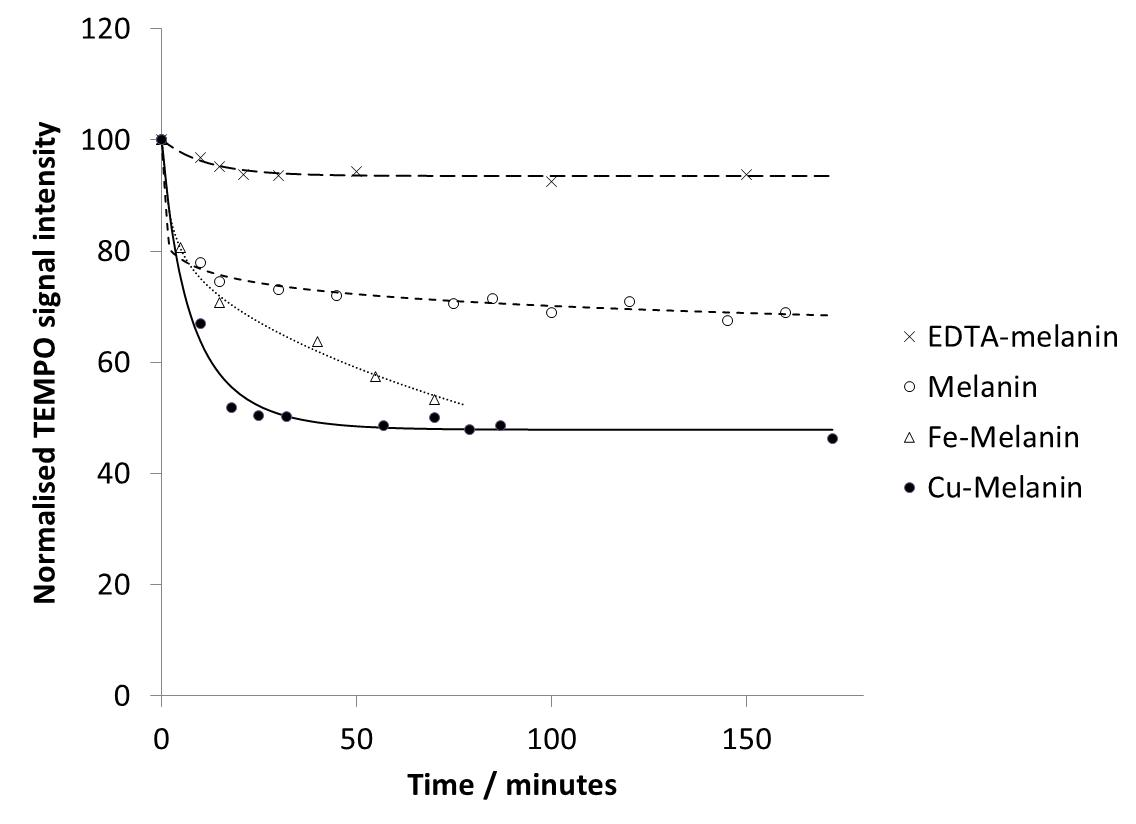 120
100
80
60
40
20
0
0 50 100 150
Normalised TEMPO signal intensity
Time / minutes
EDTA-melanin
Melanin
Fe-Melanin
Cu-Melanin